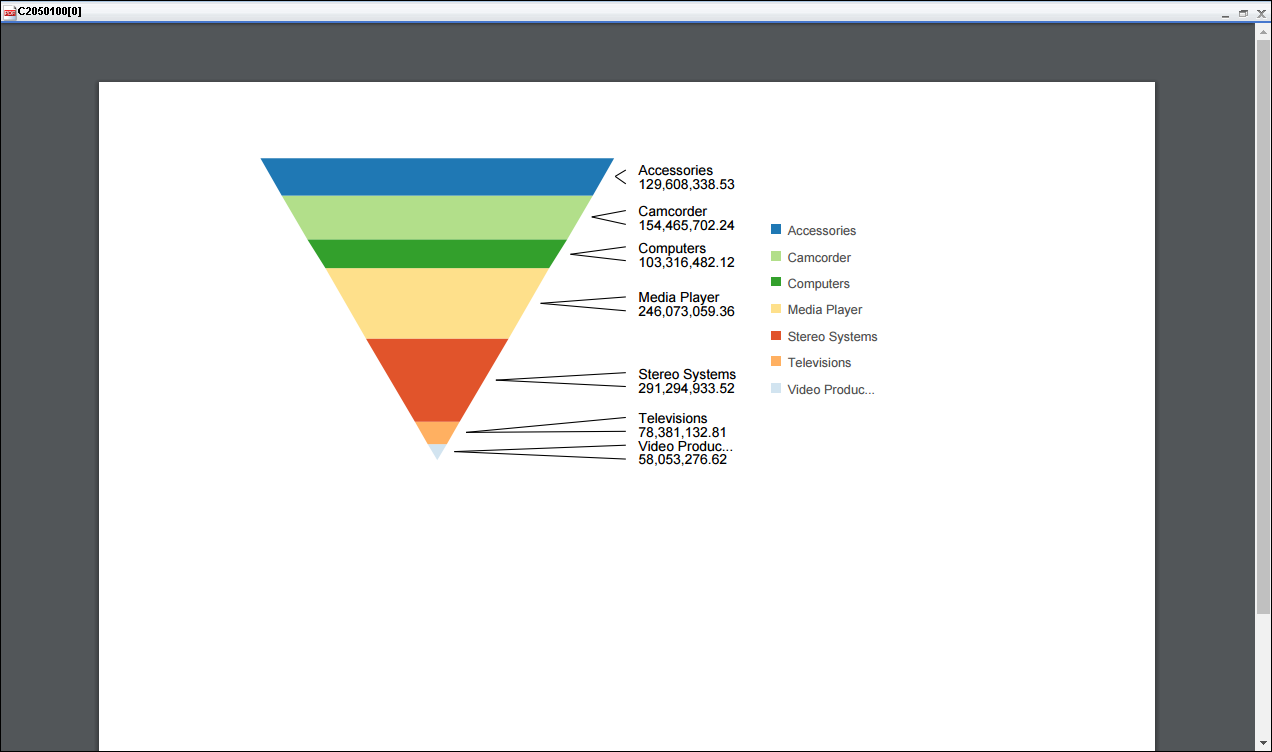 C2050100[0]
Accessories
129,608,338.53
Camcorder
154,465,702.24
Computers
103,316,482.12
Media Player
246,073,059.36
Stereo Systems
291,294,933.52
Televisions
78,381,132.81
Video Produc...
58,053,276.62
Accessories
Camcorder
Computers
Media Player
Stereo Systems
Televisions
Video Produc...